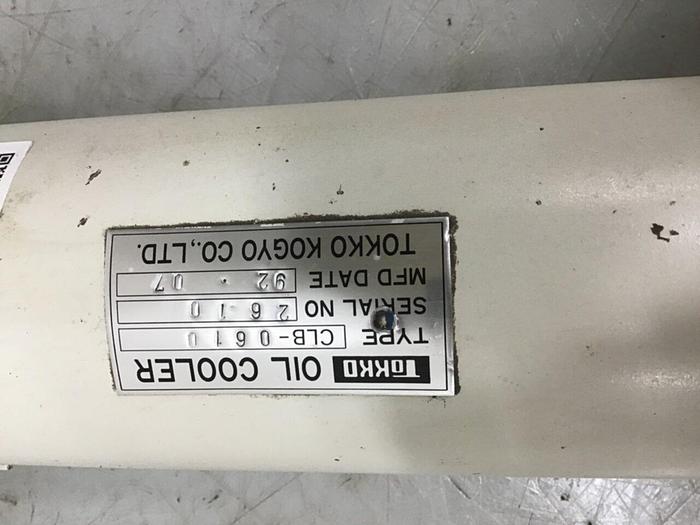 TOKKO OIL COOLER
TYPE CLB-0610
SERIAL NO 2610
MFD DATE 92 . 07
TOKKO KOGYO CO.,LTD.